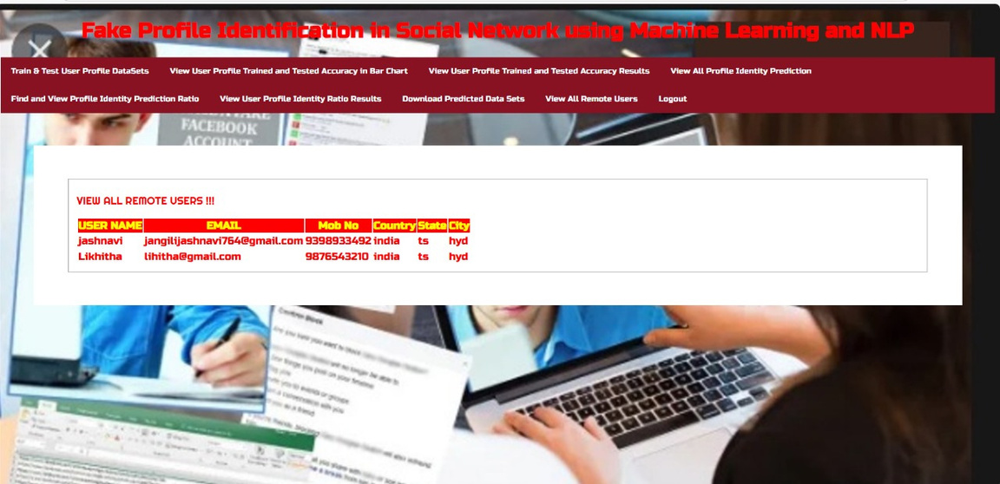 Fake Profile Identification in Social Network using Machine Learning and NLP
Train & Test User Profile DataSets View User Profile Trained and Tested Accuracy in Bar Chart View User Profile Trained and Tested Accuracy Results View All Profile Identity Prediction
Find and View Profile Identity Prediction Ratio View User Profile Identity Ratio Results Download Predicted Data Sets View All Remote Users Logout
FACEBOOK
ACCOUNT
VIEW ALL REMOTE USERS !!!
USER NAME EMAIL Mob No Country State City
jashnavi jangilijashnavi764@gmail.com 9398933492 india ts hyd
Likhitha lihitha@gmail.com 9876543210 india ts hyd
Confirm Block